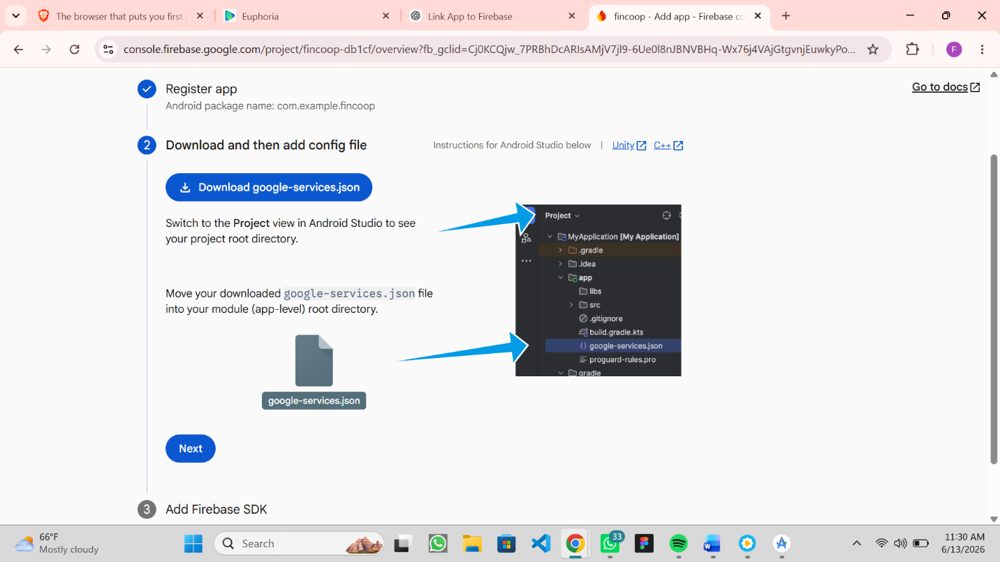 The browser that puts you first
Euphoria
Link App to Firebase
fincoop - Add app - Firebase co
console.firebase.google.com/project/fincoop-db1cf/overview?fb_gclid=Cj0KCQjw_7PRBhDcARIsAMjV7jl9-6Ue0l8nJBNVBHq-Wx76j4VAjGtgvnjEuwkyPo...
F
Register app
Go to docs
Android package name: com.example.fincoop
2
Download and then add config file
Instructions for Android Studio below | Unity C++
Download google-services.json
Switch to the Project view in Android Studio to see
your project root directory.
Move your downloaded google-services.json file
into your module (app-level) root directory.
google-services.json
Project
MyApplication [My Application]
.gradle
.idea
app
libs
src
.gitignore
build.gradle.kts
google-services.json
proguard-rules.pro
gradle
Next
3
Add Firebase SDK
66°F
Mostly cloudy
Search
33
11:30 AM
6/13/2026